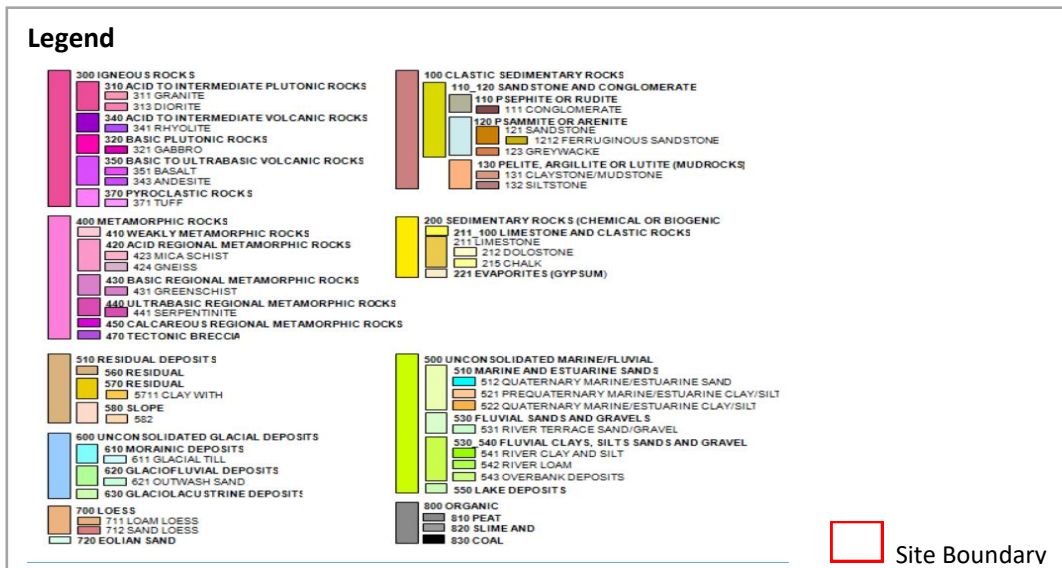 Legend
300 IGNEOUS ROCKS
310 ACID TO INTERMEDIATE PLUTONIC ROCKS
311 GRANITE
313 DIORITE
340 ACID TO INTERMEDIATE VOLCANIC ROCKS
341 RHYOLITE
320 BASIC PLUTONIC ROCKS
321 GABBRO
350 BASIC TO ULTRABASIC VOLCANIC ROCKS
351 BASALT
343 ANDESITE
370 PYROCLASTIC ROCKS
371 TUFF
400 METAMORPHIC ROCKS
410 WEAKLY METAMORPHIC ROCKS
420 ACID REGIONAL METAMORPHIC ROCKS
423 MICA SCHIST
424 GNEISS
430 BASIC REGIONAL METAMORPHIC ROCKS
431 GREENSCHIST
440 ULTRABASIC REGIONAL METAMORPHIC ROCKS
441 SERPENTINITE
450 CALCAREOUS REGIONAL METAMORPHIC ROCKS
470 TECTONIC BRECCIA
510 RESIDUAL DEPOSITS
560 RESIDUAL
570 RESIDUAL
5711 CLAY WITH
580 SLOPE
582
600 UNCONSOLIDATED GLACIAL DEPOSITS
610 MORAINIC DEPOSITS
611 GLACIAL TILL
620 GLACIOFLUVIAL DEPOSITS
621 OUTWASH SAND
630 GLACIOLACUSTRINE DEPOSITS
700 LOESS
711 LOAM LOESS
712 SAND LOESS
720 EOLIAN SAND
100 CLASTIC SEDIMENTARY ROCKS
110_120 SANDSTONE AND CONGLOMERATE
110 PSEPHITE OR RUDITE
111 CONGLOMERATE
120 PSAMMITE OR ARENITE
121 SANDSTONE
1212 FERRUGINOUS SANDSTONE
123 GREYWACKE
130 PELITE, ARGILLITE OR LUTITE (MUDROCKS)
131 CLAYSTONE/MUDSTONE
132 SILTSTONE
200 SEDIMENTARY ROCKS (CHEMICAL OR BIOGENIC
211_100 LIMESTONE AND CLASTIC ROCKS
211 LIMESTONE
212 DOLOSTONE
215 CHALK
221 EVAPORITES (GYPSUM)
500 UNCONSOLIDATED MARINE/FLUVIAL
510 MARINE AND ESTUARINE SANDS
512 QUATERNARY MARINE/ESTUARINE SAND
521 PREQUATERNARY MARINE/ESTUARINE CLAY/SILT
522 QUATERNARY MARINE/ESTUARINE CLAY/SILT
530 FLUVIAL SANDS AND GRAVELS
531 RIVER TERRACE SAND/GRAVEL
530_540 FLUVIAL CLAYS, SILTS SANDS AND GRAVEL
541 RIVER CLAY AND SILT
542 RIVER LOAM
543 OVERBANK DEPOSITS
550 LAKE DEPOSITS
800 ORGANIC
810 PEAT
820 SLIME AND
830 COAL
Site Boundary